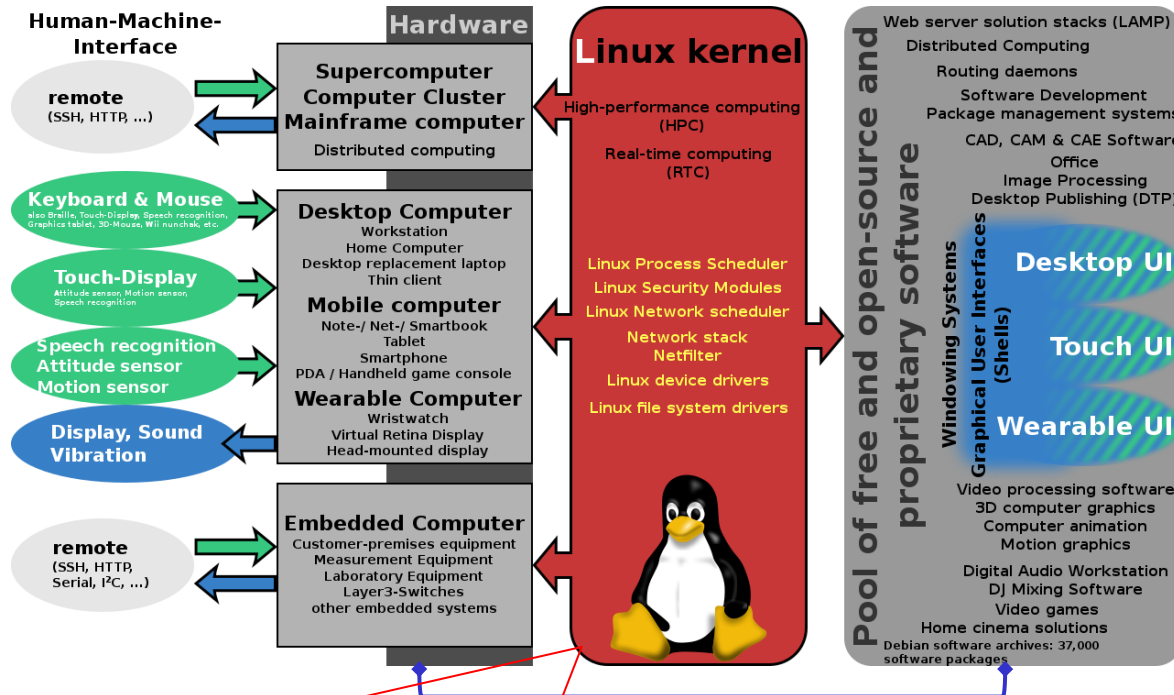 Human-Machine-
Interface
remote
(SSH, HTTP, ...)
Keyboard & Mouse
also Braille, Touch-Display, Speech recognition,
Graphics tablet, 3D-Mouse, Wii nunchak, etc.
Touch-Display
Attitude sensor, Motion sensor,
Speech recognition
Speech recognition
Attitude sensor
Motion sensor
Display, Sound
Vibration
remote
(SSH, HTTP,
Serial, I²C, ...)
Hardware
Supercomputer
Computer Cluster
Mainframe computer
Distributed computing
Desktop Computer
Workstation
Home Computer
Desktop replacement laptop
Thin client
Mobile computer
Note-/ Net-/ Smartbook
Tablet
Smartphone
PDA / Handheld game console
Wearable Computer
Wristwatch
Virtual Retina Display
Head-mounted display
Embedded Computer
Customer-premises equipment
Measurement Equipment
Laboratory Equipment
Layer3-Switches
other embedded systems
Linux kernel
High-performance computing
(HPC)
Real-time computing
(RTC)
Linux Process Scheduler
Linux Security Modules
Linux Network scheduler
Network stack
Netfilter
Linux device drivers
Linux file system drivers
Pool of free and open-source and
proprietary software
Web server solution stacks (LAMP)
Distributed Computing
Routing daemons
Software Development
Package management systems
CAD, CAM & CAE Software
Office
Image Processing
Desktop Publishing (DTP)
Windowing Systems
Graphical User Interfaces
(Shells)
Desktop UI
Touch UI
Wearable UI
Video processing software
3D computer graphics
Computer animation
Motion graphics
Digital Audio Workstation
DJ Mixing Software
Video games
Home cinema solutions
Debian software archives: 37,000
software packages